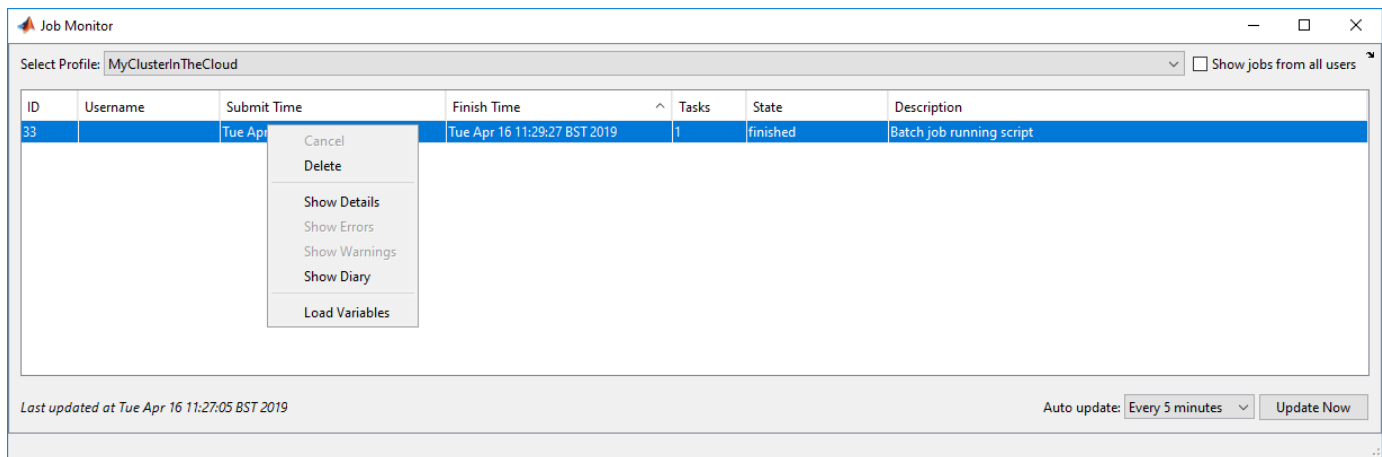 Job Monitor
Select Profile: MyClusterInTheCloud Show jobs from all users
ID Username Submit Time Finish Time Tasks State Description
33 Tue Apr Tue Apr 16 11:29:27 BST 2019 1 finished Batch job running script
Cancel
Delete
Show Details
Show Errors
Show Warnings
Show Diary
Load Variables
Last updated at Tue Apr 16 11:27:05 BST 2019 Auto update: Every 5 minutes Update Now